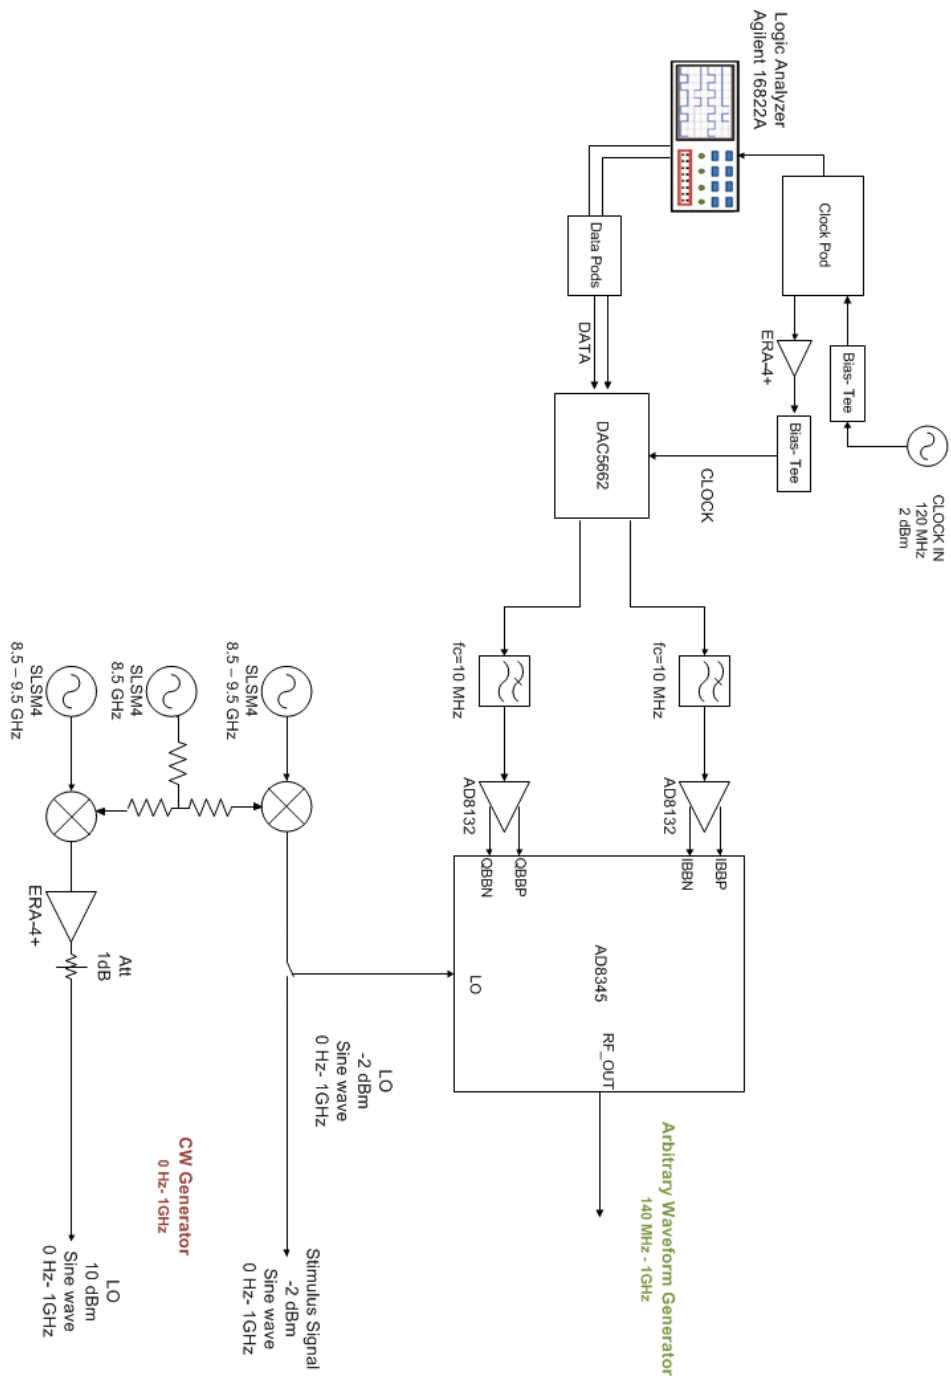 Logic Analyzer
Agilent 16822A
Clock Pod
Data Pods
DATA
ERA-4+
Bias- Tee
Bias- Tee
CLOCK IN
120 MHz
2 dBm
CLOCK
DAC5662
fc=10 MHz
fc=10 MHz
AD8132
AD8132
IBBP
IBBN
QBBP
QBBN
AD8345
LO
RF_OUT
SLSM4
8.5 – 9.5 GHz
SLSM4
8.5 GHz
SLSM4
8.5 – 9.5 GHz
ERA-4+
Att
1dB
LO
-2 dBm
Sine wave
0 Hz- 1GHz
Arbitrary Waveform Generator
140 MHz - 1GHz
CW Generator
0 Hz- 1GHz
Stimulus Signal
-2 dBm
Sine wave
0 Hz- 1GHz
LO
10 dBm
Sine wave
0 Hz- 1GHz